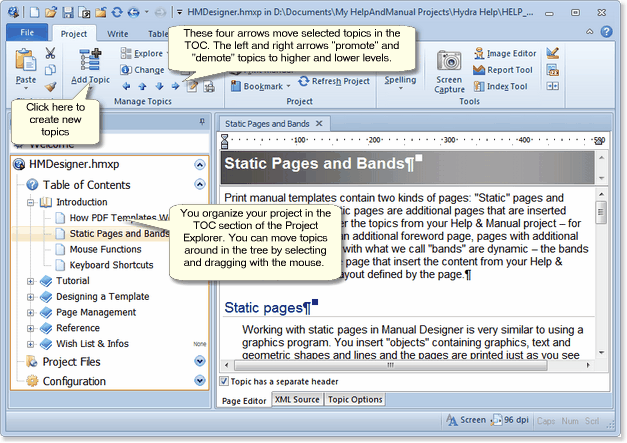 HMDesigner.hmxp in D:\Documents\My HelpAndManual Projects\Hydra Help\HELP_...
File
Project
Write
These four arrows move selected topics in the
TOC. The left and right arrows "promote" and
"demote" topics to higher and lower levels.
Paste
Add Topic
Explore
Change
Bookmark
Refresh Project
Spelling
Screen
Capture
Image Editor
Report Tool
Index Tool
Manage Topics
Project
Tools
Click here to
create new
topics
Welcome
HMDesigner.hmxp
Table of Contents
Introduction
How PDF Templates W
Static Pages and Bands
Mouse Functions
Keyboard Shortcuts
Tutorial
Designing a Template
Page Management
Reference
Wish List & Infos
None
Project Files
Configuration
You organize your project in the
TOC section of the Project
Explorer. You can move topics
around in the tree by selecting
and dragging with the mouse.
Static Pages and Bands
Static Pages and Bands¶
Print manual templates contain two kinds of pages: "Static" pages and
tic pages are additional pages that are inserted
er the topics from your Help & Manual project – for
an additional foreword page, pages with additional
with what we call "bands" are dynamic – the bands
e page that insert the content from your Help &
ayout defined by the page.¶
Static pages¶
Working with static pages in Manual Designer is very similar to using a
graphics program. You insert "objects" containing graphics, text and
geometric shapes and lines and the pages are printed just as you see
Topic has a separate header
Page Editor
XML Source
Topic Options
Screen
96 dpi
Caps
Num
Scrl